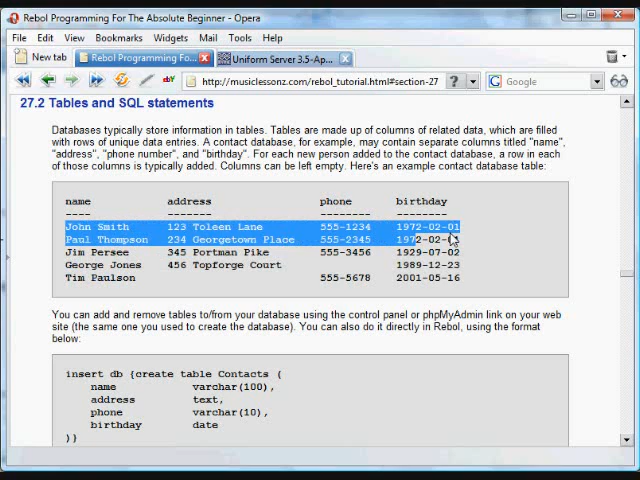 Rebol Programming For The Absolute Beginner - Opera
File Edit View Bookmarks Widgets Mail Tools Help
New tab Rebol Programming Fo... Uniform Server 3.5-Ap...
http://musiclessonz.com/rebol_tutorial.html#section-27 ? Google
27.2 Tables and SQL statements
Databases typically store information in tables. Tables are made up of columns of related data, which are filled
with rows of unique data entries. A contact database, for example, may contain separate columns titled "name",
"address", "phone number", and "birthday". For each new person added to the contact database, a row in each
of those columns is typically added. Columns can be left empty. Here's an example contact database table:
name address phone birthday
---- ------- -------- --------
John Smith 123 Toleen Lane 555-1234 1972-02-01
Paul Thompson 234 Georgetown Place 555-2345
Jim Persee 345 Portman Pike 555-3456 1929-07-02
George Jones 456 Topforge Court 1989-12-23
Tim Paulson 555-5678 2001-05-16
You can add and remove tables to/from your database using the control panel or phpMyAdmin link on your web
site (the same one you used to create the database). You can also do it directly in Rebol, using the format
below:
insert db {create table Contacts (
name varchar(100),
address text,
phone varchar(10),
birthday date
)}